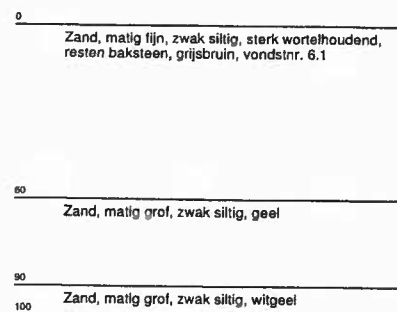 0
Zand, matig fijn, zwak siltig, sterk wortelhoudend,
resten baksteen, grijsbruin, vondstnr. 6.1
60
Zand, matig grof, zwak siltig, geel
90
Zand, matig grof, zwak siltig, witgeel
100